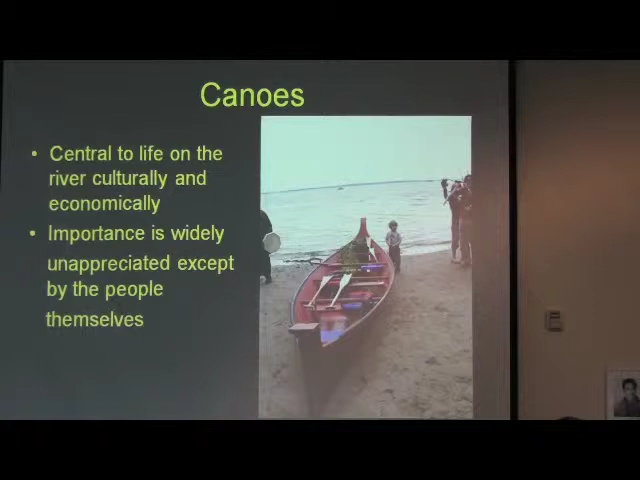 Canoes
• Central to life on the
river culturally and
economically
• Importance is widely
unappreciated except
by the people
themselves